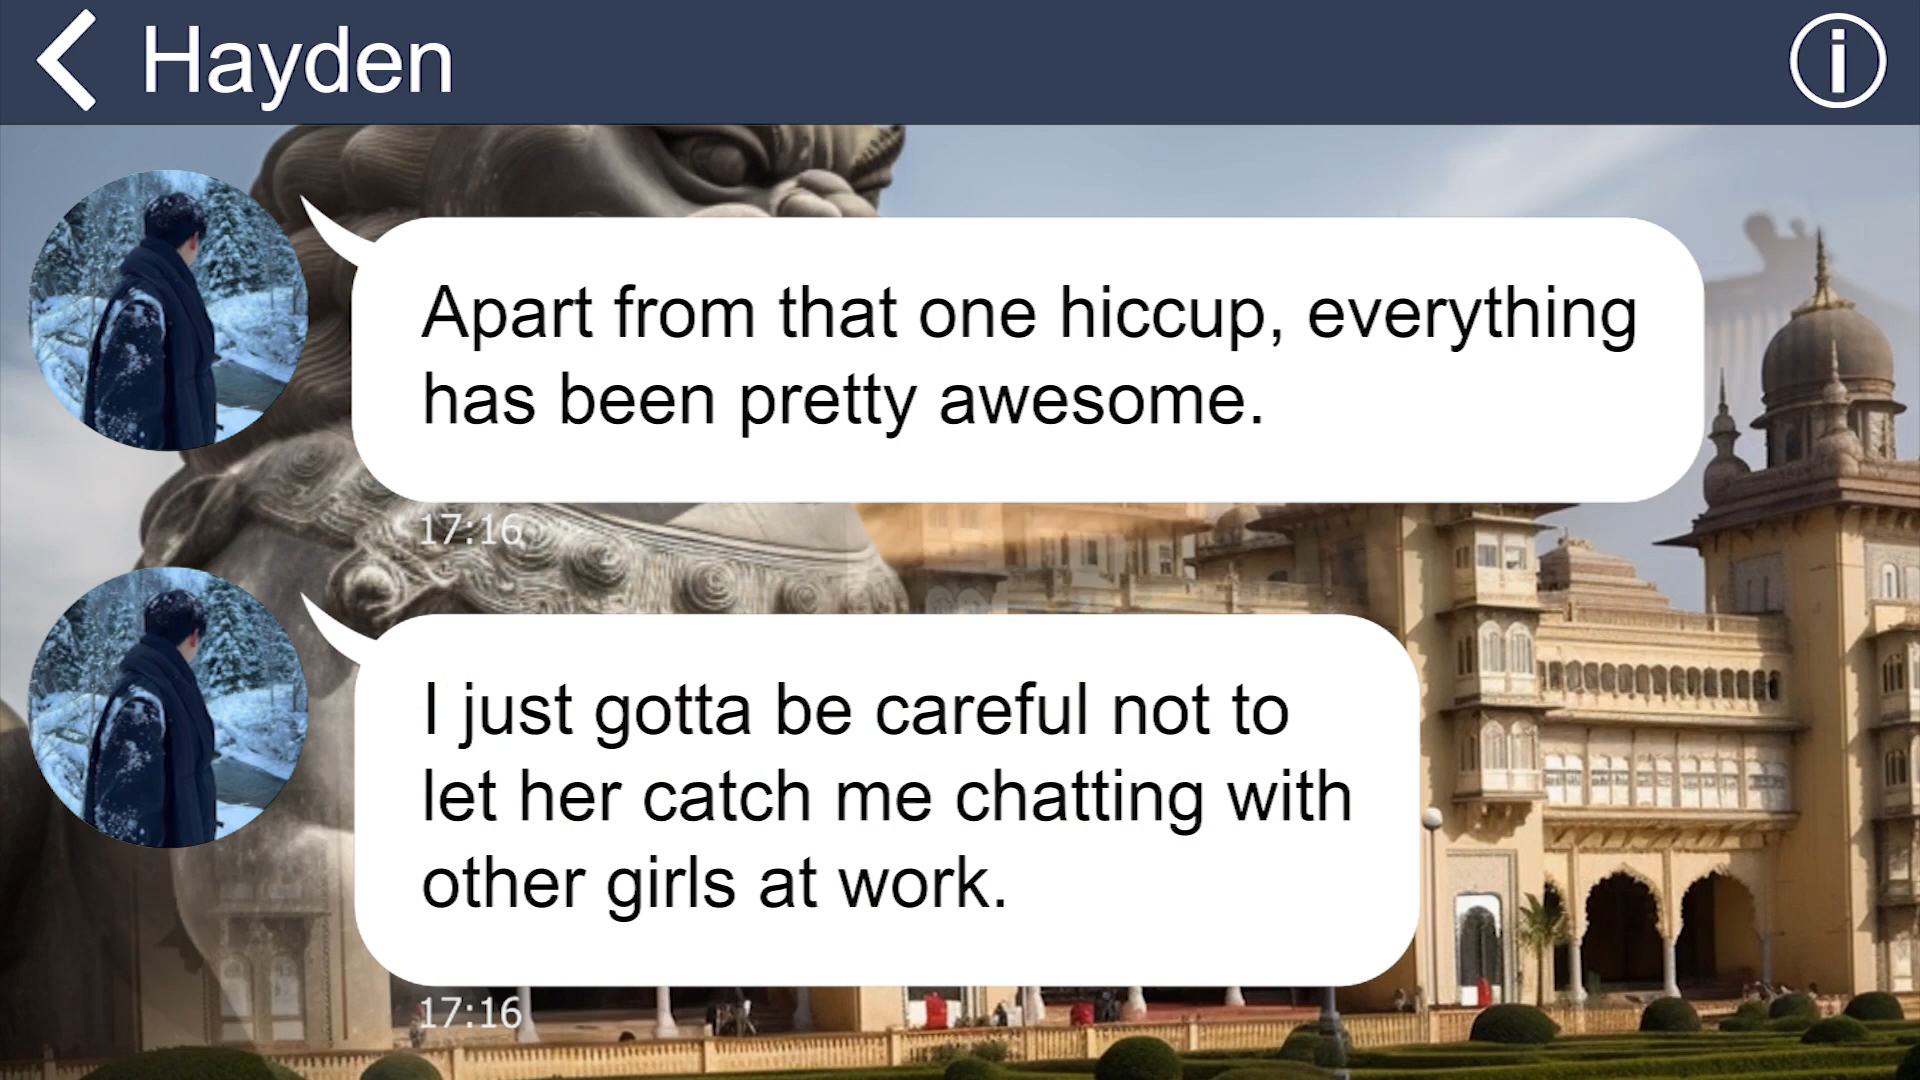 Hayden
Apart from that one hiccup, everything
has been pretty awesome.
17:16
I just gotta be careful not to
let her catch me chatting with
other girls at work.
17:16